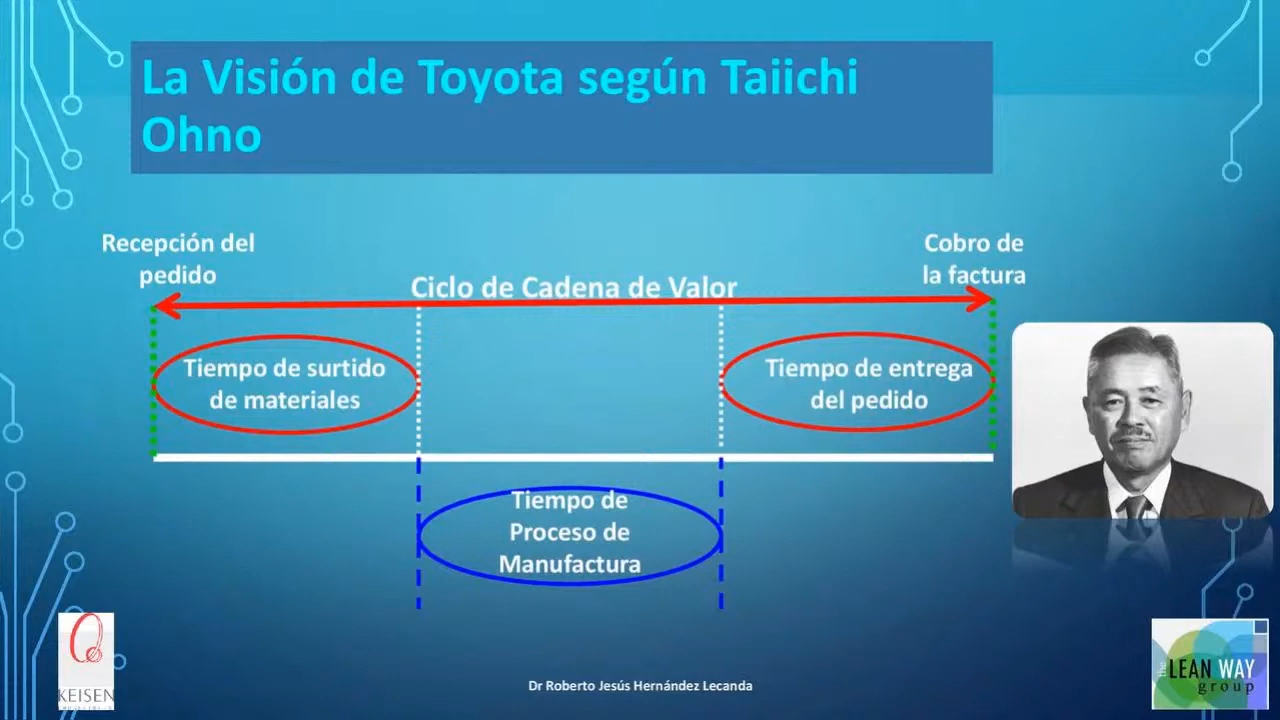 La Visión de Toyota según Taiichi
Ohno
Recepción del
pedido
Cobro de
la factura
Ciclo de Cadena de Valor
Tiempo de surtido
de materiales
Tiempo de entrega
del pedido
Tiempo de
Proceso de
Manufactura
KEISEN
Dr Roberto Jesús Hernández Lecanda
the
LEAN WAY
group